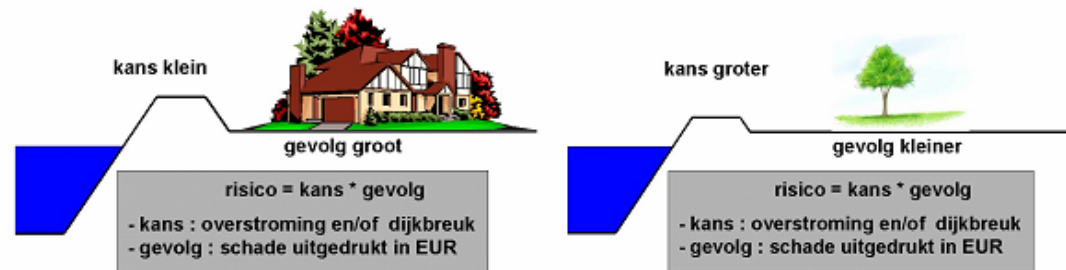 kans klein
gevolg groot
risico = kans * gevolg
- kans : overstroming en/of dijkbreuk
- gevolg : schade uitgedrukt in EUR
kans groter
gevolg kleiner
risico = kans * gevolg
- kans : overstroming en/of dijkbreuk
- gevolg : schade uitgedrukt in EUR